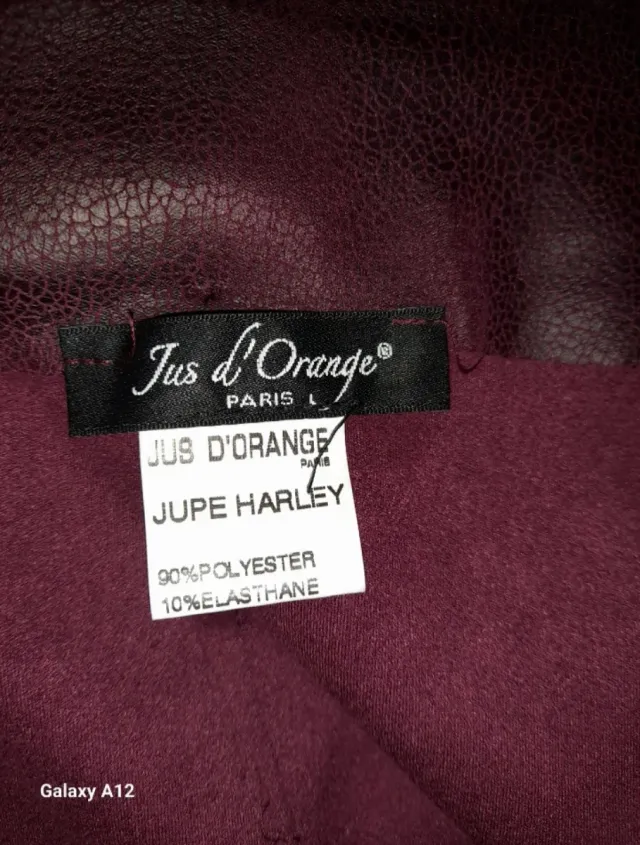 Jus d'Orange®
PARIS L
JUS D'ORANGE
PARIS
JUPE HARLEY
90%POLYESTER
10%ELASTHANE
Galaxy A12